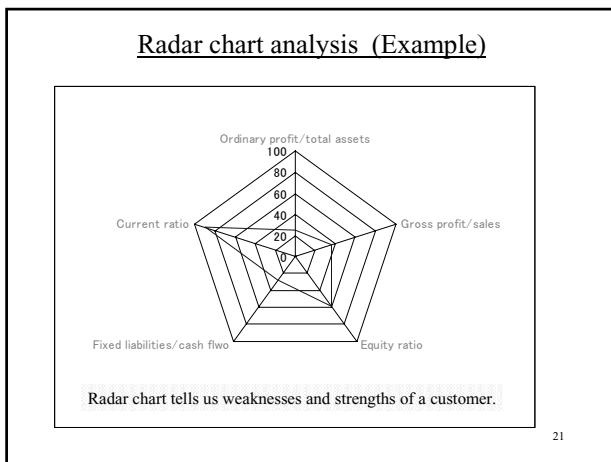 Radar chart analysis (Example)
Ordinary profit/total assets
100
80
60
40
20
0
Current ratio
Gross profit/sales
Fixed liabilities/cash flwo
Equity ratio
Radar chart tells us weaknesses and strengths of a customer.
21